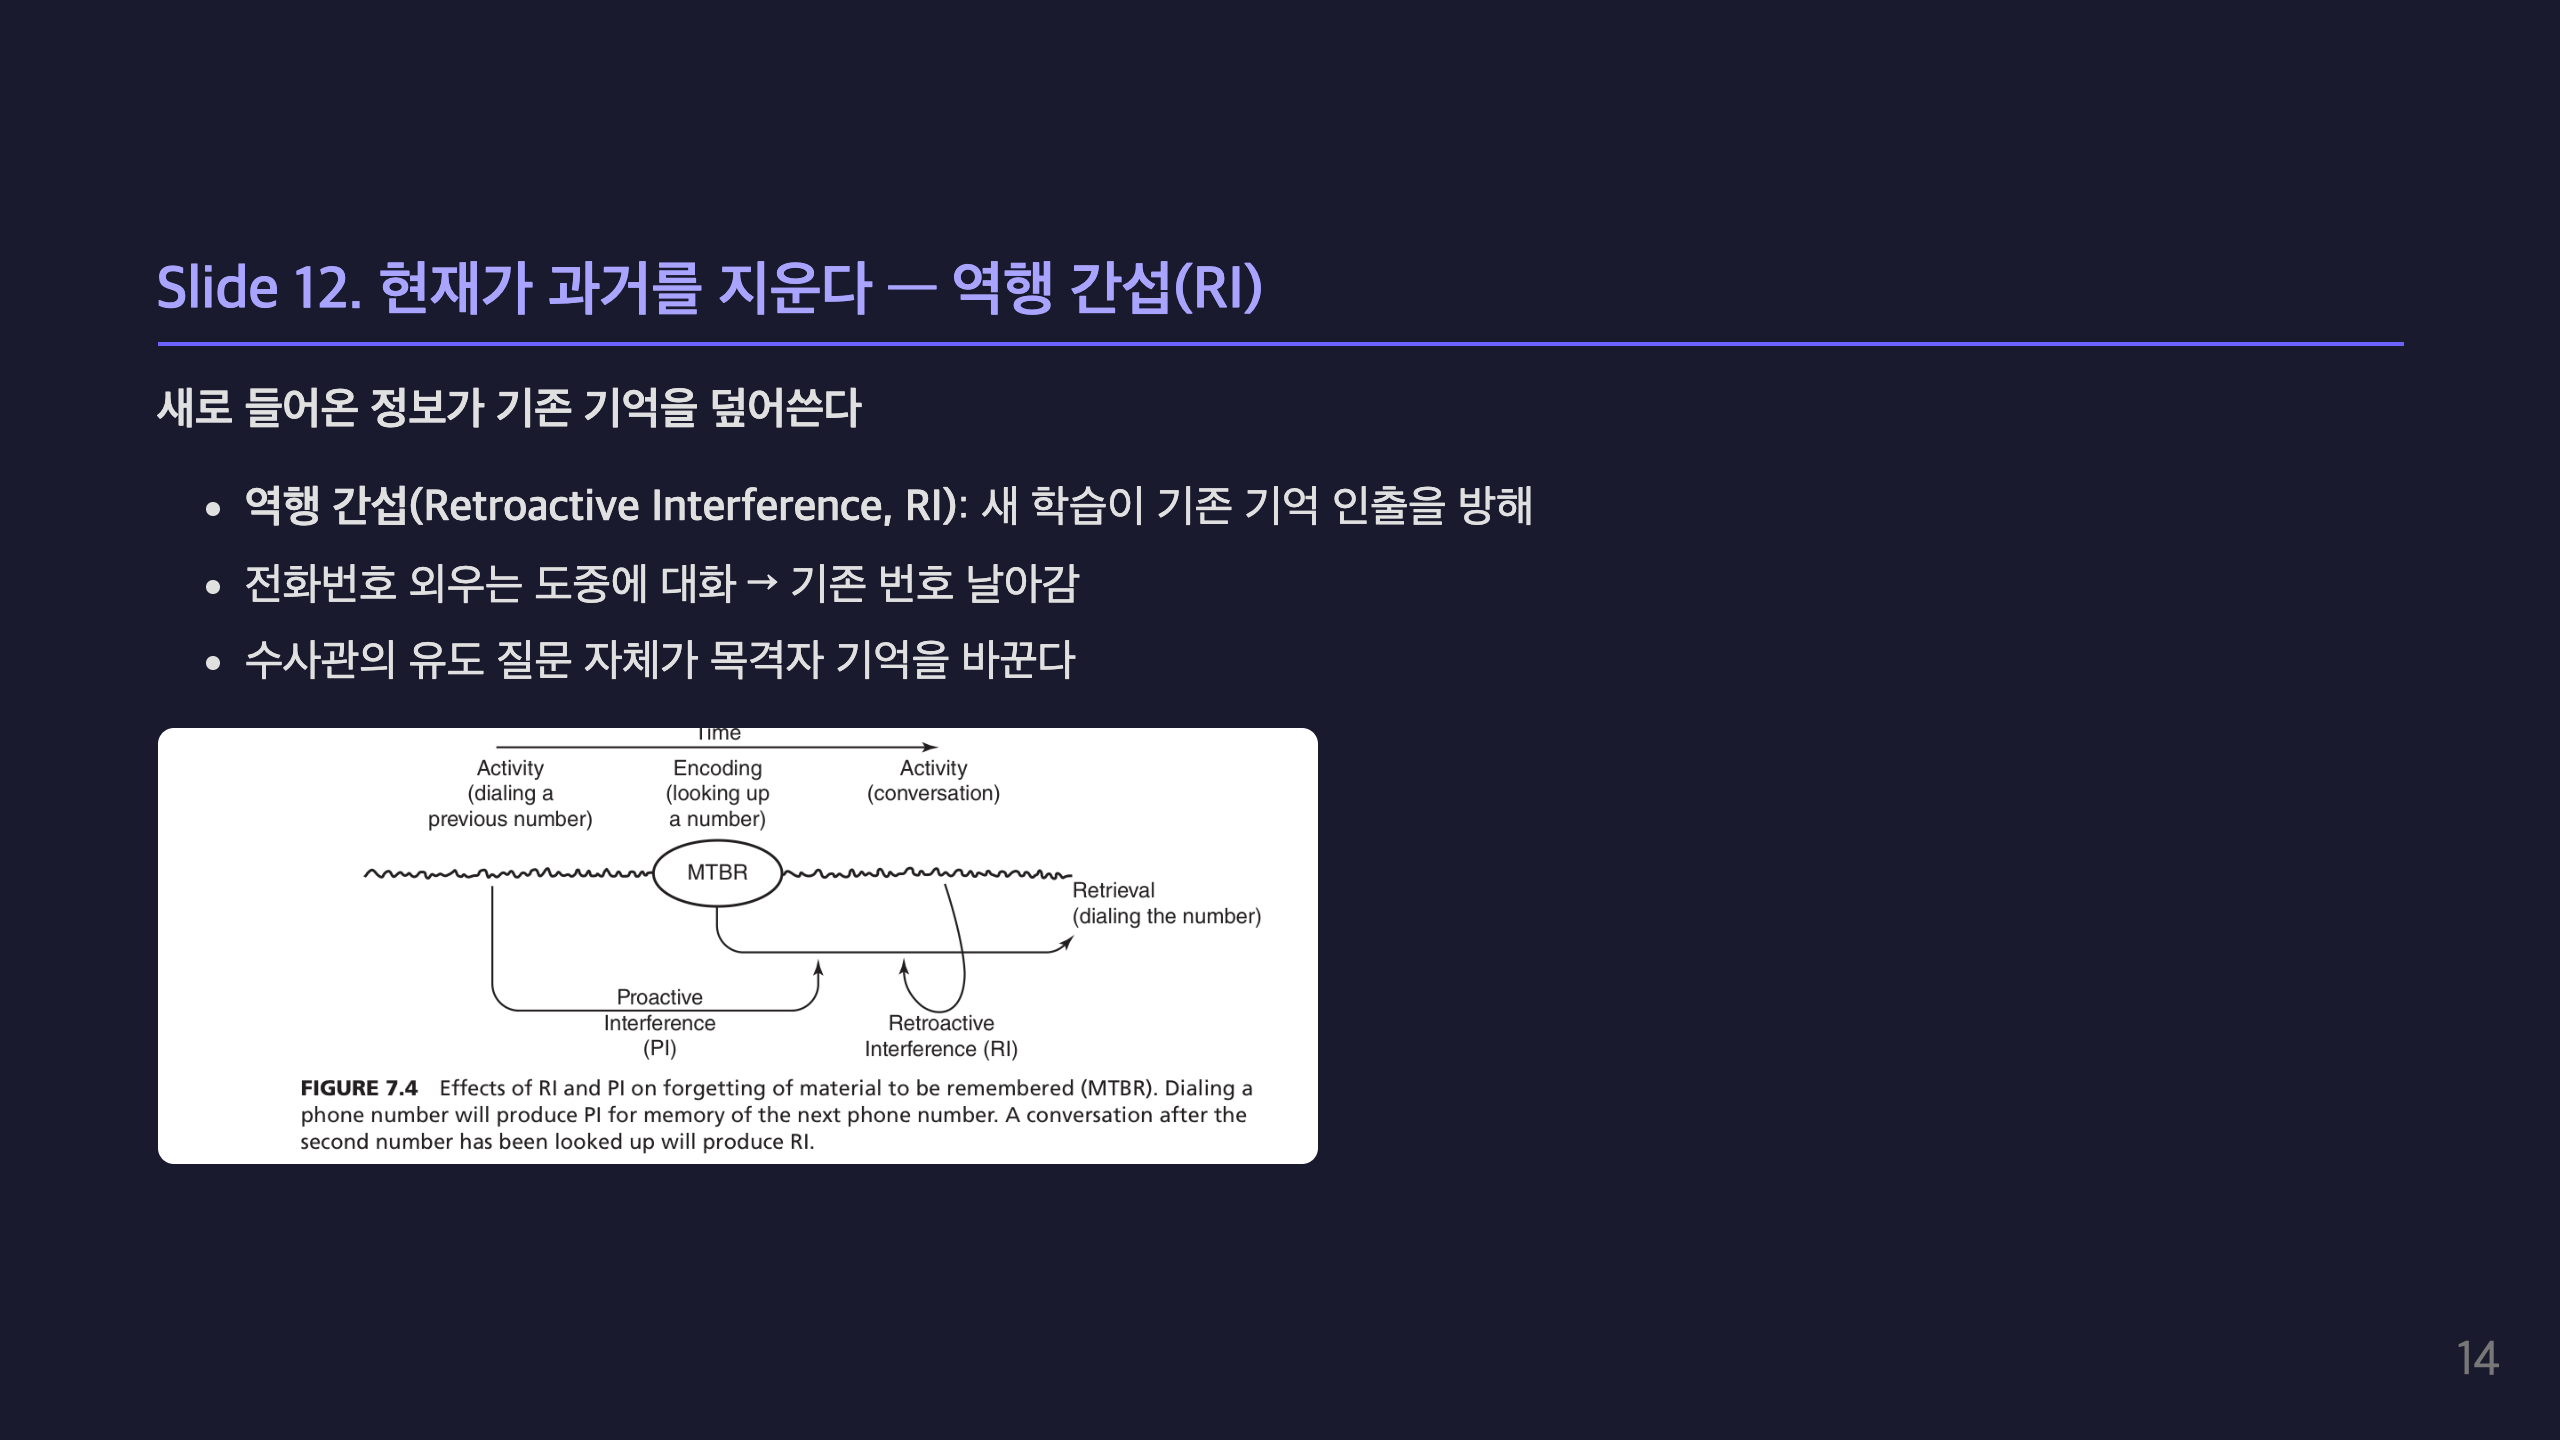 Slide 12. 현재가 과거를 지운다 — 역행 간섭(RI)
새로 들어온 정보가 기존 기억을 덮어쓴다
• 역행 간섭(Retroactive Interference, RI): 새 학습이 기존 기억 인출을 방해
• 전화번호 외우는 도중에 대화 → 기존 번호 날아감
• 수사관의 유도 질문 자체가 목격자 기억을 바꾼다
Time
Activity
(dialing a
previous number)
Encoding
(looking up
a number)
Activity
(conversation)
MTBR
Retrieval
(dialing the number)
Proactive
Interference
(PI)
Retroactive
Interference (RI)
FIGURE 7.4 Effects of RI and PI on forgetting of material to be remembered (MTBR). Dialing a
phone number will produce PI for memory of the next phone number. A conversation after the
second number has been looked up will produce RI.
14